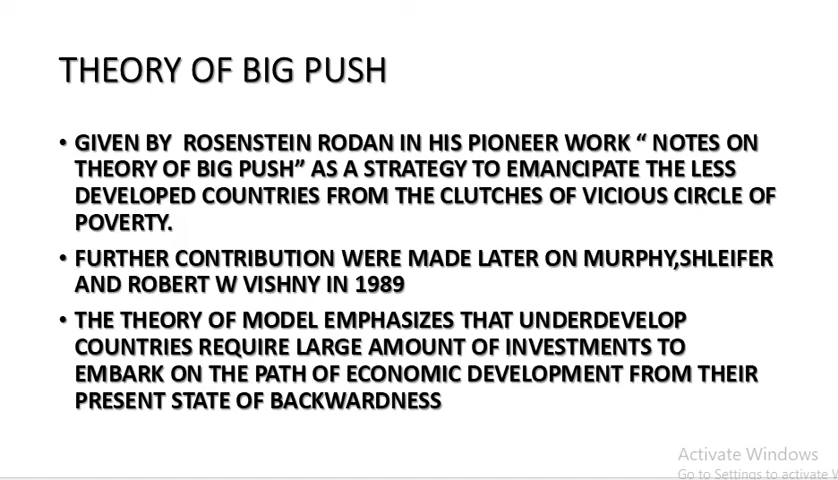 THEORY OF BIG PUSH
• GIVEN BY ROSENSTEIN RODAN IN HIS PIONEER WORK “ NOTES ON
THEORY OF BIG PUSH” AS A STRATEGY TO EMANCIPATE THE LESS
DEVELOPED COUNTRIES FROM THE CLUTCHES OF VICIOUS CIRCLE OF
POVERTY.
• FURTHER CONTRIBUTION WERE MADE LATER ON MURPHY,SHLEIFER
AND ROBERT W VISHNY IN 1989
• THE THEORY OF MODEL EMPHASIZES THAT UNDERDEVELOP
COUNTRIES REQUIRE LARGE AMOUNT OF INVESTMENTS TO
EMBARK ON THE PATH OF ECONOMIC DEVELOPMENT FROM THEIR
PRESENT STATE OF BACKWARDNESS
Activate Windows
Go to Settings to activate W